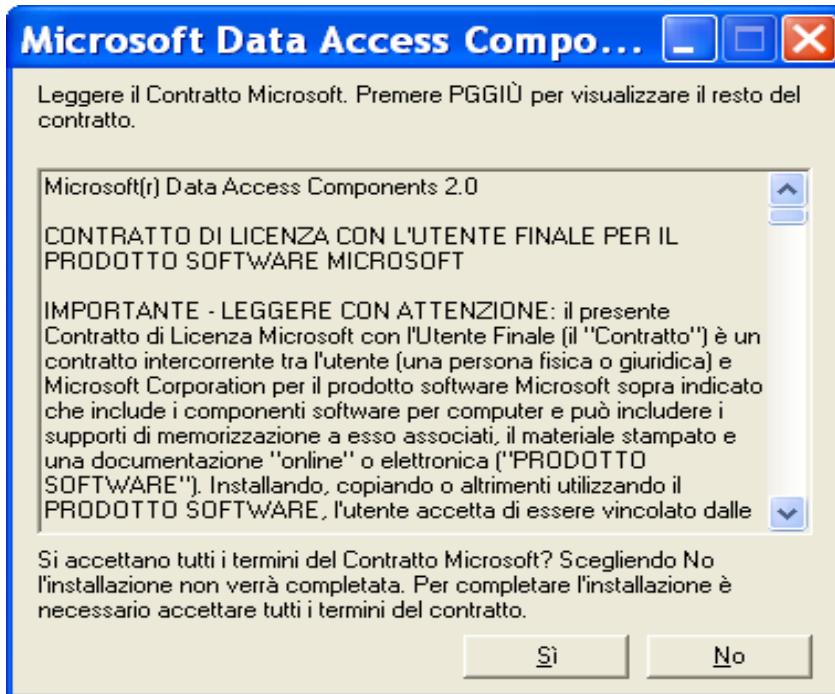 Microsoft Data Access Compo...
Leggere il Contratto Microsoft. Premere PGGIÙ per visualizzare il resto del
contratto.
Microsoft(r) Data Access Components 2.0
CONTRATTO DI LICENZA CON L'UTENTE FINALE PER IL
PRODOTTO SOFTWARE MICROSOFT
IMPORTANTE - LEGGERE CON ATTENZIONE: il presente
Contratto di Licenza Microsoft con l'Utente Finale (il "Contratto") è un
contratto intercorrente tra l'utente (una persona fisica o giuridica) e
Microsoft Corporation per il prodotto software Microsoft sopra indicato
che include i componenti software per computer e può includere i
supporti di memorizzazione a esso associati, il materiale stampato e
una documentazione "online" o elettronica ("PRODOTTO
SOFTWARE"). Installando, copiando o altrimenti utilizzando il
PRODOTTO SOFTWARE, l'utente accetta di essere vincolato dalle
Si accettano tutti i termini del Contratto Microsoft? Scegliendo No
l'installazione non verrà completata. Per completare l'installazione è
necessario accettare tutti i termini del contratto.
Sì No